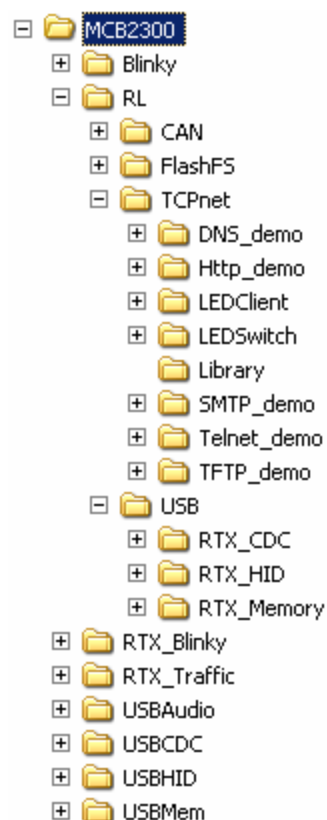 MCB2300
Blinky
RL
CAN
FlashFS
TCPnet
DNS_demo
Http_demo
LEDClient
LEDSwitch
Library
SMTP_demo
Telnet_demo
TFTP_demo
USB
RTX_CDC
RTX_HID
RTX_Memory
RTX_Blinky
RTX_Traffic
USBAudio
USBCDC
USBHID
USBMem